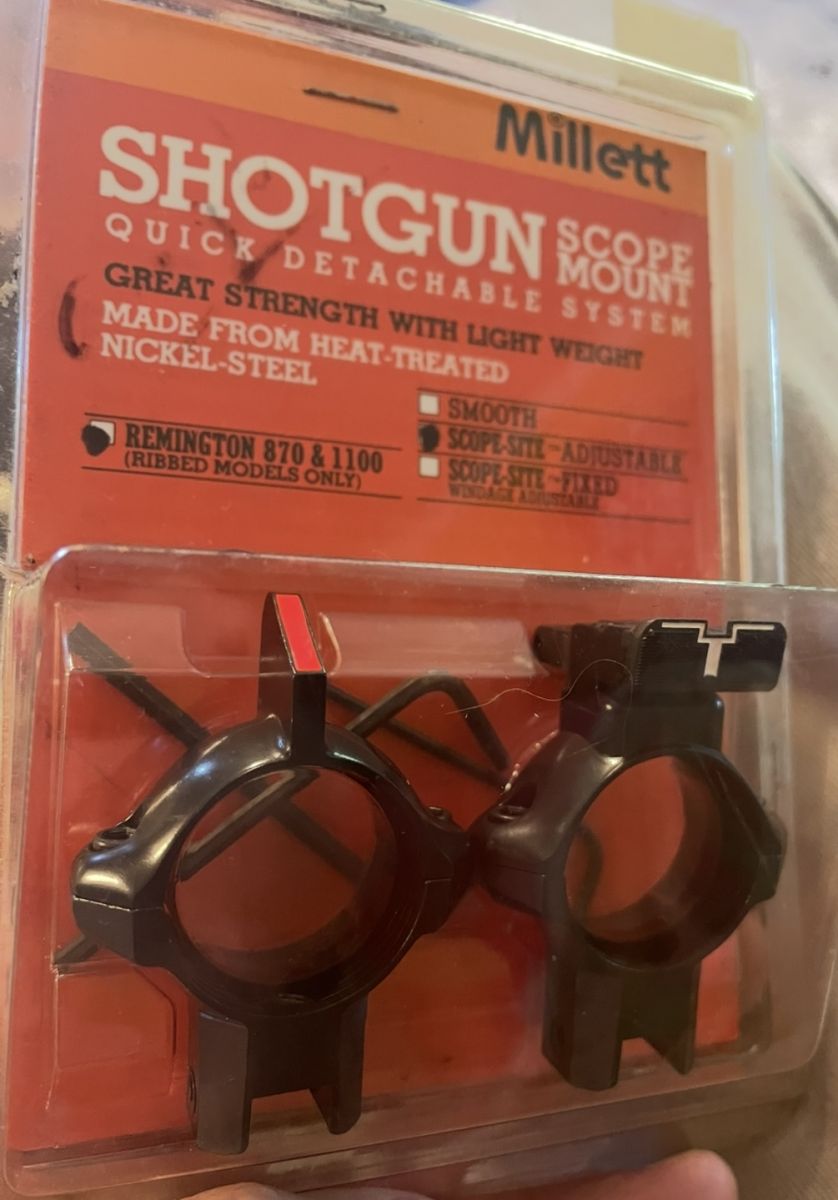 Millett
SHOTGUN SCOPE MOUNT
QUICK DETACHABLE SYSTEM
GREAT STRENGTH WITH LIGHT WEIGHT
MADE FROM HEAT-TREATED
NICKEL-STEEL
REMINGTON 870 & 1100
(RIBBED MODELS ONLY)
SMOOTH
SCOPE-SITE - ADJUSTABLE
SCOPE-SITE - FIXED
WINDAGE ADJUSTABLE